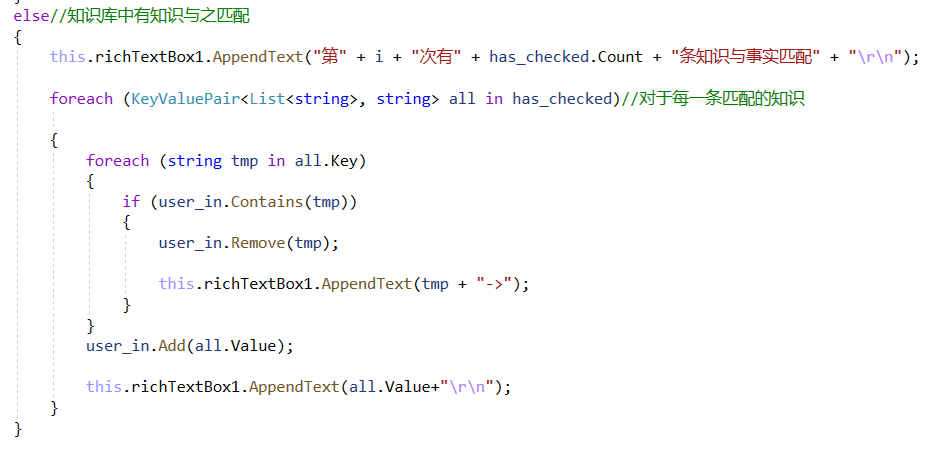 }
else//知识库中有知识与之匹配
{
this.richTextBox1.AppendText("第" + i + "次有" + has_checked.Count + "条知识与事实匹配" + "\r\n");
foreach (KeyValuePair<List<string>, string> all in has_checked)//对于每一条匹配的知识
{
foreach (string tmp in all.Key)
{
if (user_in.Contains(tmp))
{
user_in.Remove(tmp);
this.richTextBox1.AppendText(tmp + "->");
}
}
user_in.Add(all.Value);
this.richTextBox1.AppendText(all.Value+"\r\n");
}
}